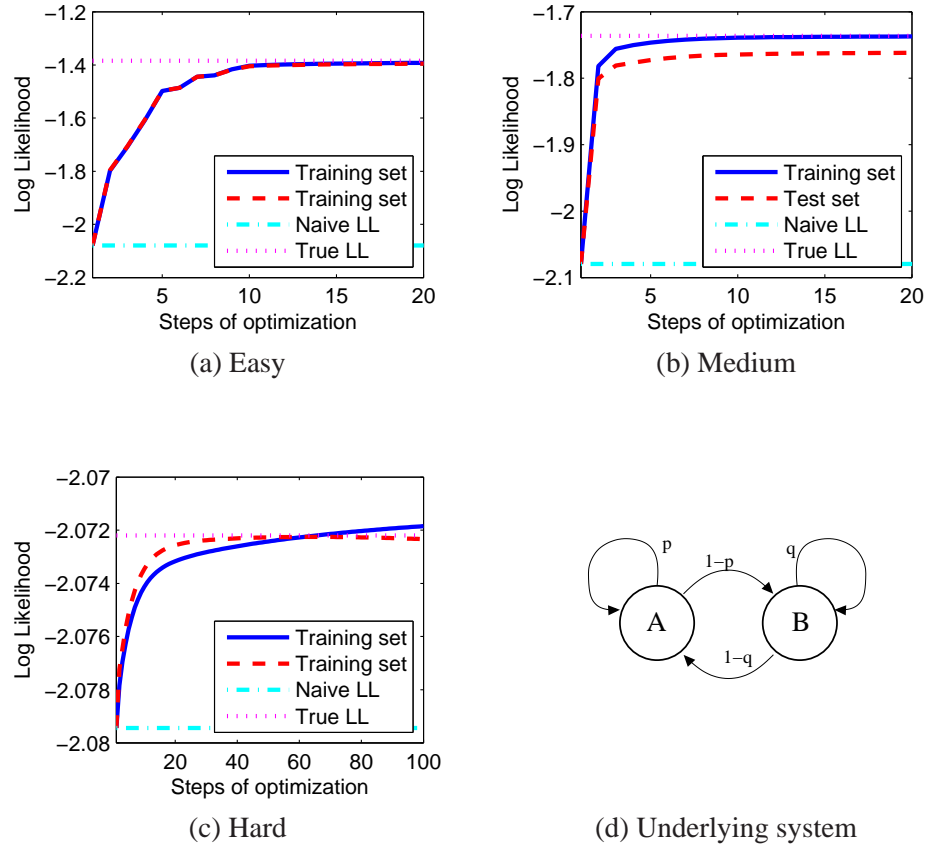 −1.2
−1.4
−1.6
−1.8
−2
−2.2
Log Likelihood
Training set
Training set
Naive LL
True LL
5 10 15 20
Steps of optimization
(a) Easy
−1.7
−1.8
−1.9
−2
−2.1
Log Likelihood
Training set
Test set
Naive LL
True LL
5 10 15 20
Steps of optimization
(b) Medium
−2.07
−2.072
−2.074
−2.076
−2.078
−2.08
Log Likelihood
Training set
Training set
Naive LL
True LL
20 40 60 80 100
Steps of optimization
(c) Hard
p
1−p
q
A
B
1−q
(d) Underlying system